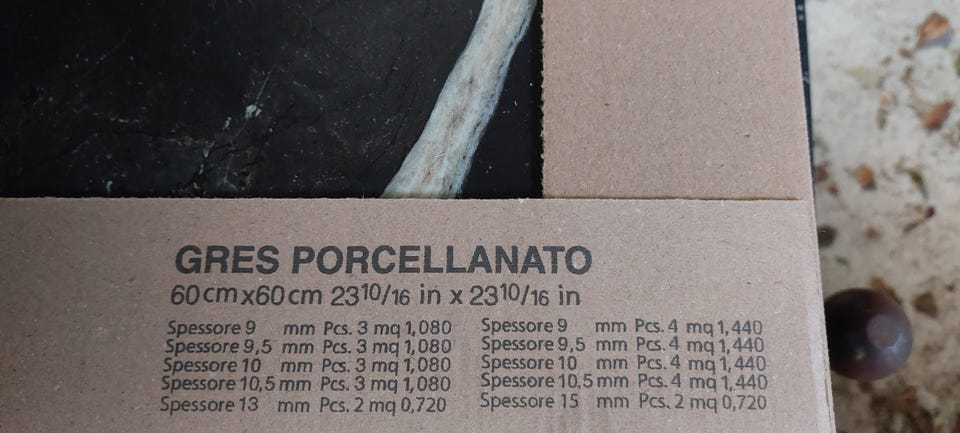 GRES PORCELLANATO
60 cm x 60 cm 23 10/16 in x 23 10/16 in
Spessore 9 mm Pcs. 3 mq 1,080 Spessore 9 mm Pcs. 4 mq 1,440
Spessore 9,5 mm Pcs. 3 mq 1,080 Spessore 9,5 mm Pcs. 4 mq 1,440
Spessore 10 mm Pcs. 3 mq 1,080 Spessore 10 mm Pcs. 4 mq 1,440
Spessore 10,5 mm Pcs. 3 mq 1,080 Spessore 10,5 mm Pcs. 4 mq 1,440
Spessore 13 mm Pcs. 2 mq 0,720 Spessore 15 mm Pcs. 2 mq 0,720